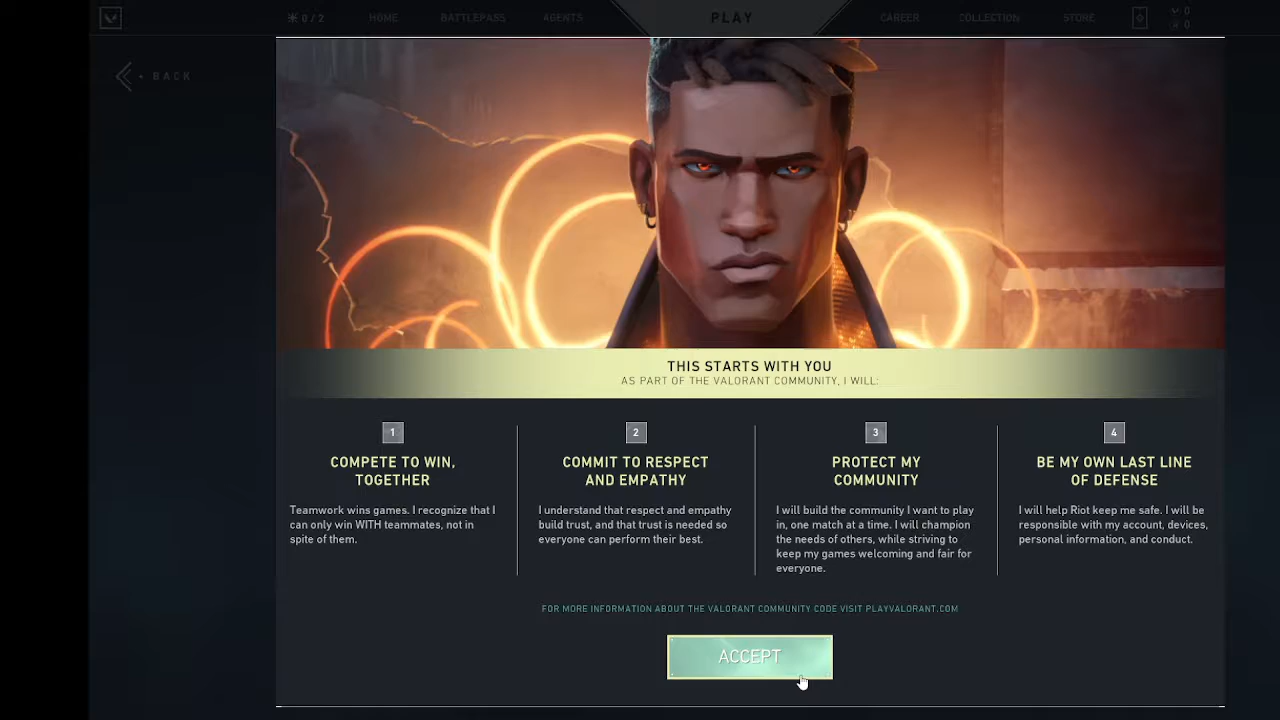 0 / 2 HOME BATTLEPASS AGENTS PLAY CAREER COLLECTION STORE 0
0
BACK
THIS STARTS WITH YOU
AS PART OF THE VALORANT COMMUNITY, I WILL:
1
COMPETE TO WIN,
TOGETHER
Teamwork wins games. I recognize that I
can only win WITH teammates, not in
spite of them.
2
COMMIT TO RESPECT
AND EMPATHY
I understand that respect and empathy
build trust, and that trust is needed so
everyone can perform their best.
3
PROTECT MY
COMMUNITY
I will build the community I want to play
in, one match at a time. I will champion
the needs of others, while striving to
keep my games welcoming and fair for
everyone.
4
BE MY OWN LAST LINE
OF DEFENSE
I will help Riot keep me safe. I will be
responsible with my account, devices,
personal information, and conduct.
FOR MORE INFORMATION ABOUT THE VALORANT COMMUNITY CODE VISIT PLAYVALORANT.COM
ACCEPT